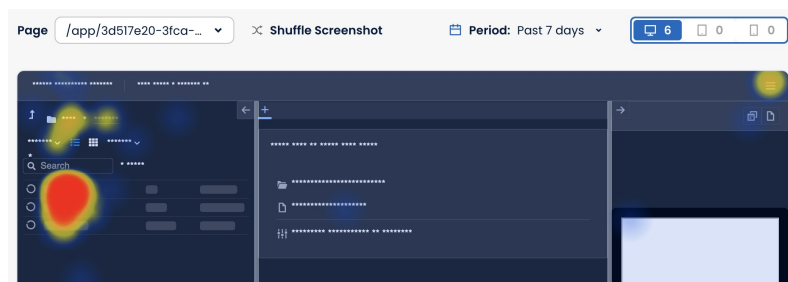 Page /app/3d517e20-3fca-... Shuffle Screenshot Period: Past 7 days 6 0 0
****** ********** ******* **** ***** * ******* **
**** * *******
******* *******
Search * *****
***** **** ** ***** **** *****
*************************
********************
********* *********** ** ********